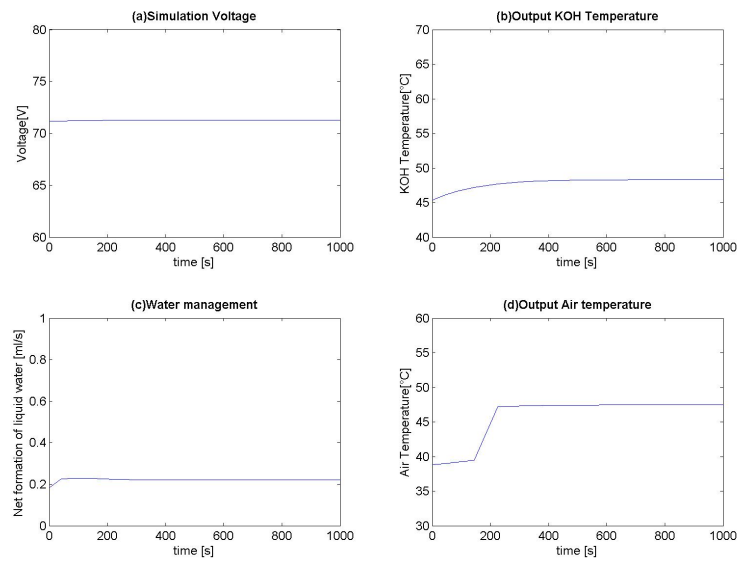 (a)Simulation Voltage
80
75
70
65
60
Voltage[V]
0 200 400 600 800 1000
time [s]
(b)Output KOH Temperature
70
65
60
55
50
45
40
KOH Temperature[°C]
0 200 400 600 800 1000
time [s]
(c)Water management
1
0.8
0.6
0.4
0.2
0
Net formation of liquid water [ml/s]
0 200 400 600 800 1000
time [s]
(d)Output Air temperature
60
55
50
45
40
35
30
Air Temperature[°C]
0 200 400 600 800 1000
time [s]